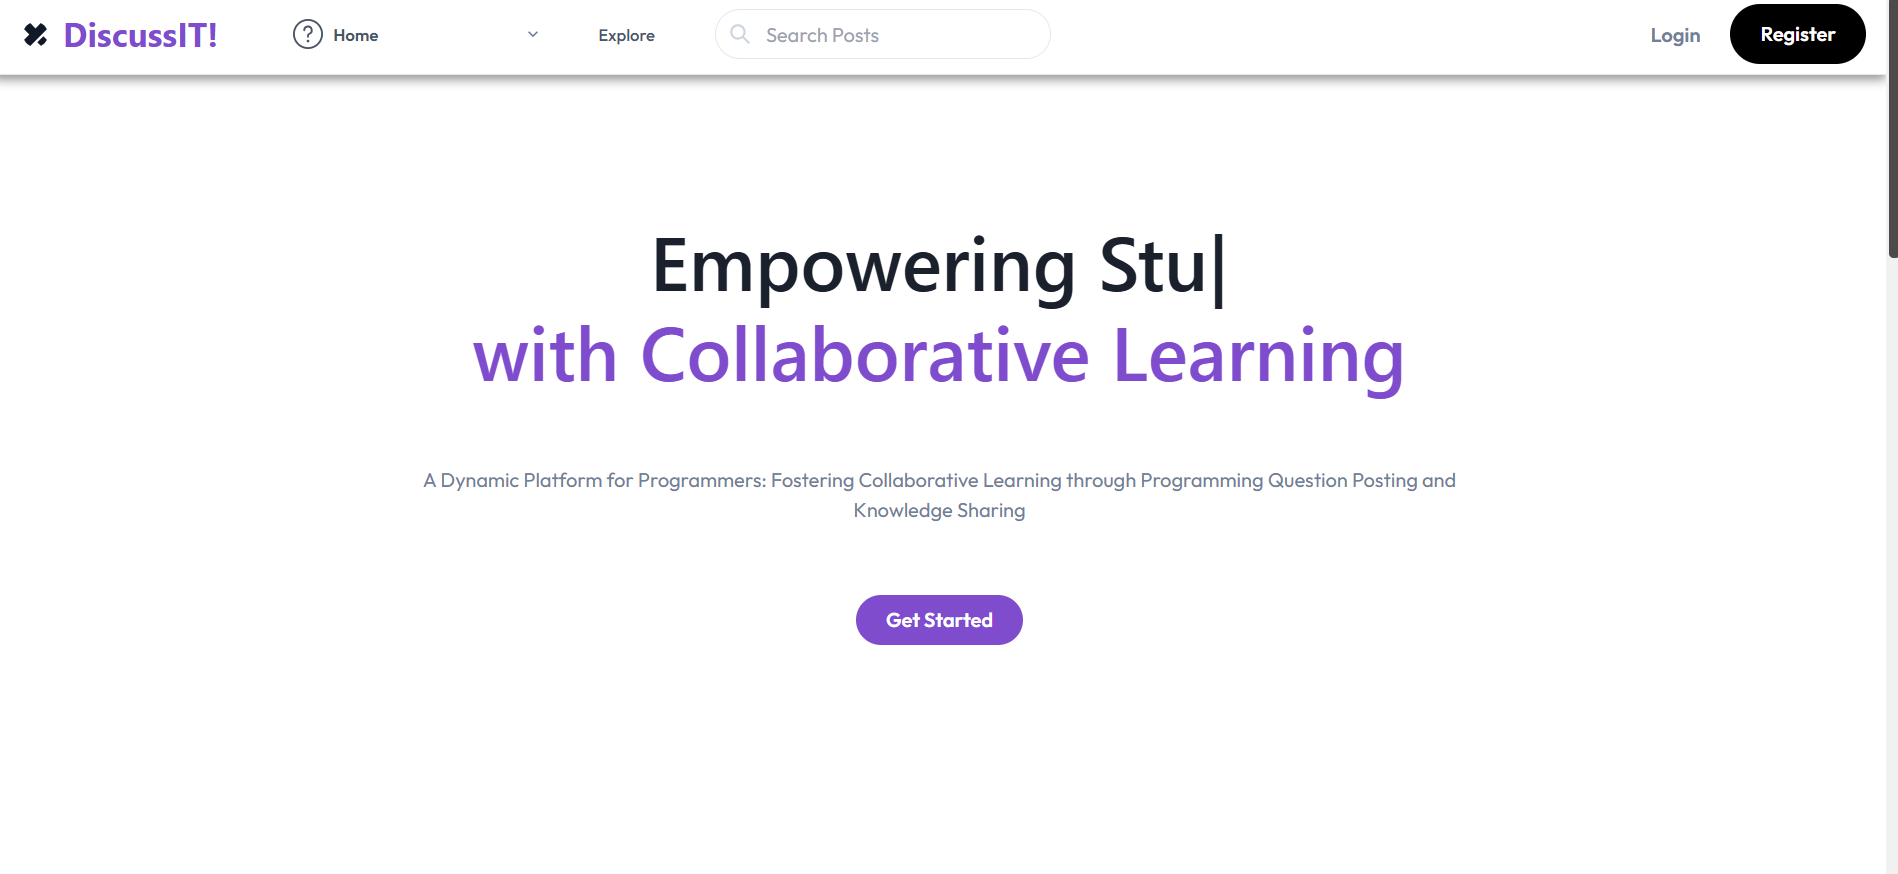 DiscussIT!
Home
Explore
Search Posts
Login
Register
Empowering Stu|
with Collaborative Learning
A Dynamic Platform for Programmers: Fostering Collaborative Learning through Programming Question Posting and
Knowledge Sharing
Get Started